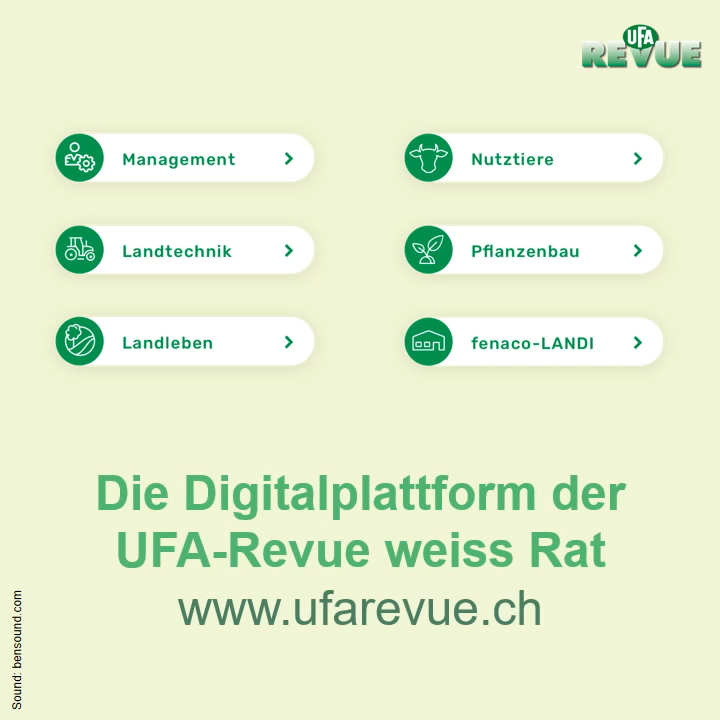 UFA
REVUE
Management
Nutztiere
Landtechnik
Pflanzenbau
Landleben
fenaco-LANDI
Die Digitalplattform der
UFA-Revue weiss Rat
www.ufarevue.ch
Sound: bensound.com